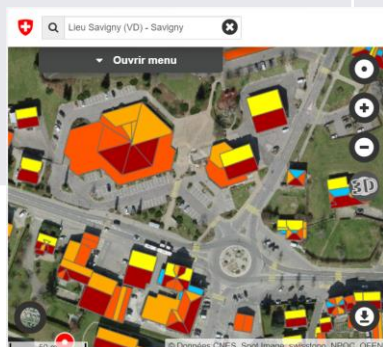 Lieu Savigny (VD) - Savigny
Ouvrir menu
3D
© Données CNES, Spot Image, swisstopo, NPOC, OFEN